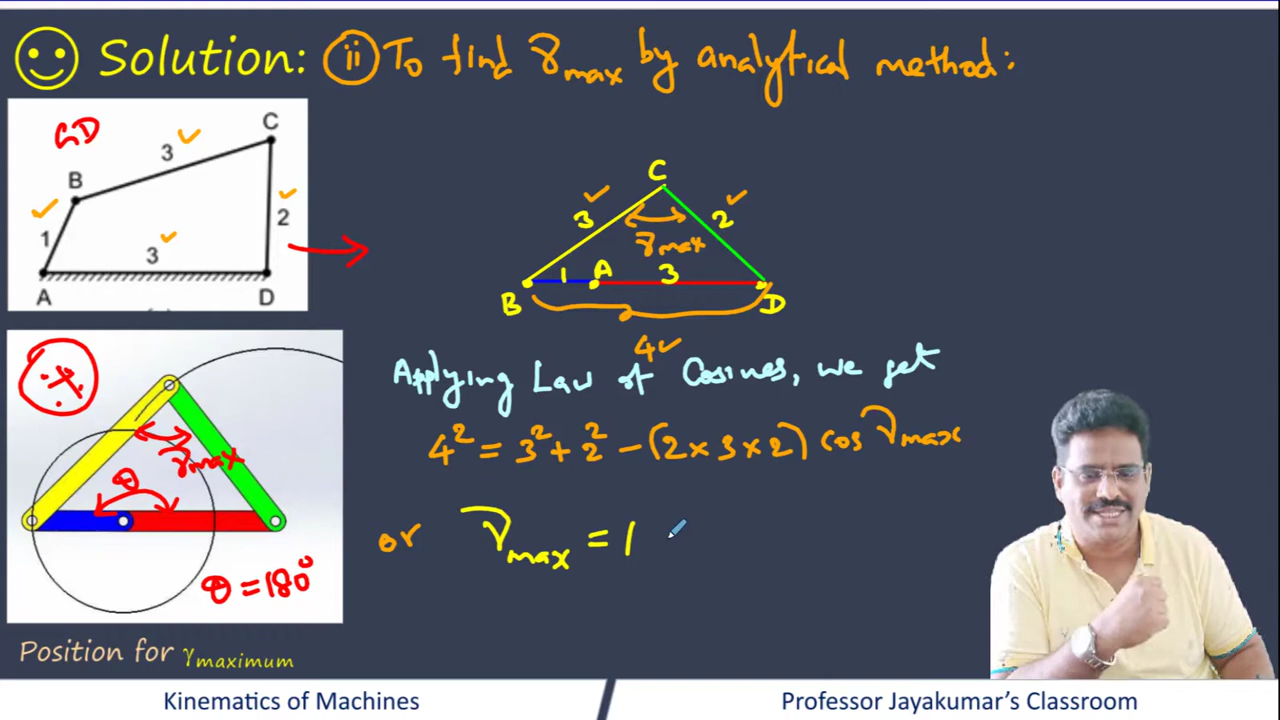 Solution: (ii) To find γmax by analytical method:
GD
B
3
C
1
3
2
A
D
C
3
2
γmax
1
A
3
B
D
4
Applying Law of Cosines, we get
4² = 3² + 2² − (2×3×2) cos γmax
or γmax = 1
γmax
θ
θ = 180°
Position for γmaximum
Kinematics of Machines
Professor Jayakumar's Classroom